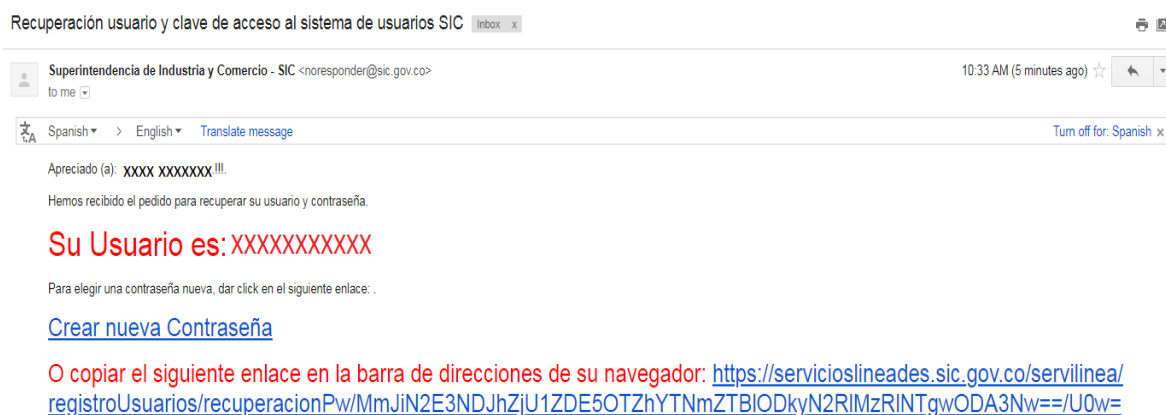 Recuperación usuario y clave de acceso al sistema de usuarios SIC Inbox x
Superintendencia de Industria y Comercio - SIC <noresponder@sic.gov.co> 10:33 AM (5 minutes ago)
to me
Spanish > English Translate message Turn off for: Spanish x
Apreciado (a): XXXX XXXXXXX.!!!.
Hemos recibido el pedido para recuperar su usuario y contraseña.
Su Usuario es: XXXXXXXXXXX
Para elegir una contraseña nueva, dar click en el siguiente enlace: .
Crear nueva Contraseña
O copiar el siguiente enlace en la barra de direcciones de su navegador: https://servicioslineades.sic.gov.co/servilinea/
registroUsuarios/recuperacionPw/MmJiN2E3NDJhZjU1ZDE5OTZhYTNmZTBlODkyN2RlMzRlNTgwODA3Nw==/U0w=